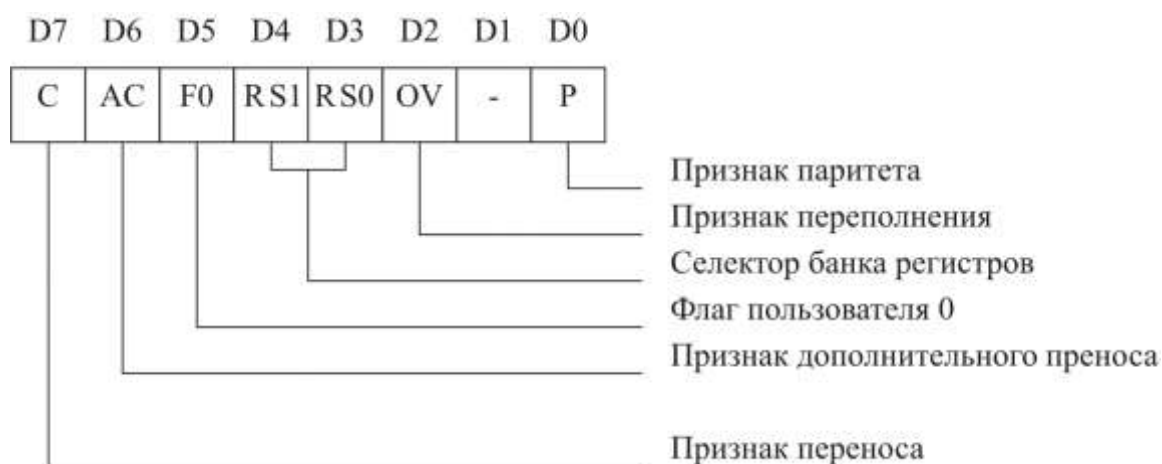 D7 D6 D5 D4 D3 D2 D1 D0
C AC F0 RS1 RS0 OV - P
Признак паритета
Признак переполнения
Селектор банка регистров
Флаг пользователя 0
Признак дополнительного преноса
Признак переноса